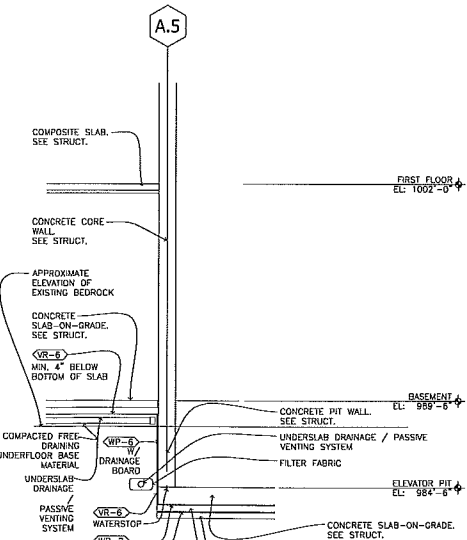 A.5
COMPOSITE SLAB.
SEE STRUCT.
FIRST FLOOR
EL: 1002'-0"
CONCRETE CORE
WALL
SEE STRUCT.
APPROXIMATE
ELEVATION OF
EXISTING BEDROCK
CONCRETE
SLAB-ON-GRADE.
SEE STRUCT.
VR-6
MIN. 4" BELOW
BOTTOM OF SLAB
BASEMENT
EL: 989'-6"
CONCRETE PIT WALL.
SEE STRUCT.
COMPACTED FREE
DRAINING
UNDERFLOOR BASE
MATERIAL
WP-6
W/
DRAINAGE
BOARD
UNDERSLAB DRAINAGE / PASSIVE
VENTING SYSTEM
FILTER FABRIC
UNDERSLAB
DRAINAGE
/
PASSIVE
VENTING
SYSTEM
ELEVATOR PIT
EL: 984'-6"
VR-6
WATERSTOP
CONCRETE SLAB-ON-GRADE.
SEE STRUCT.